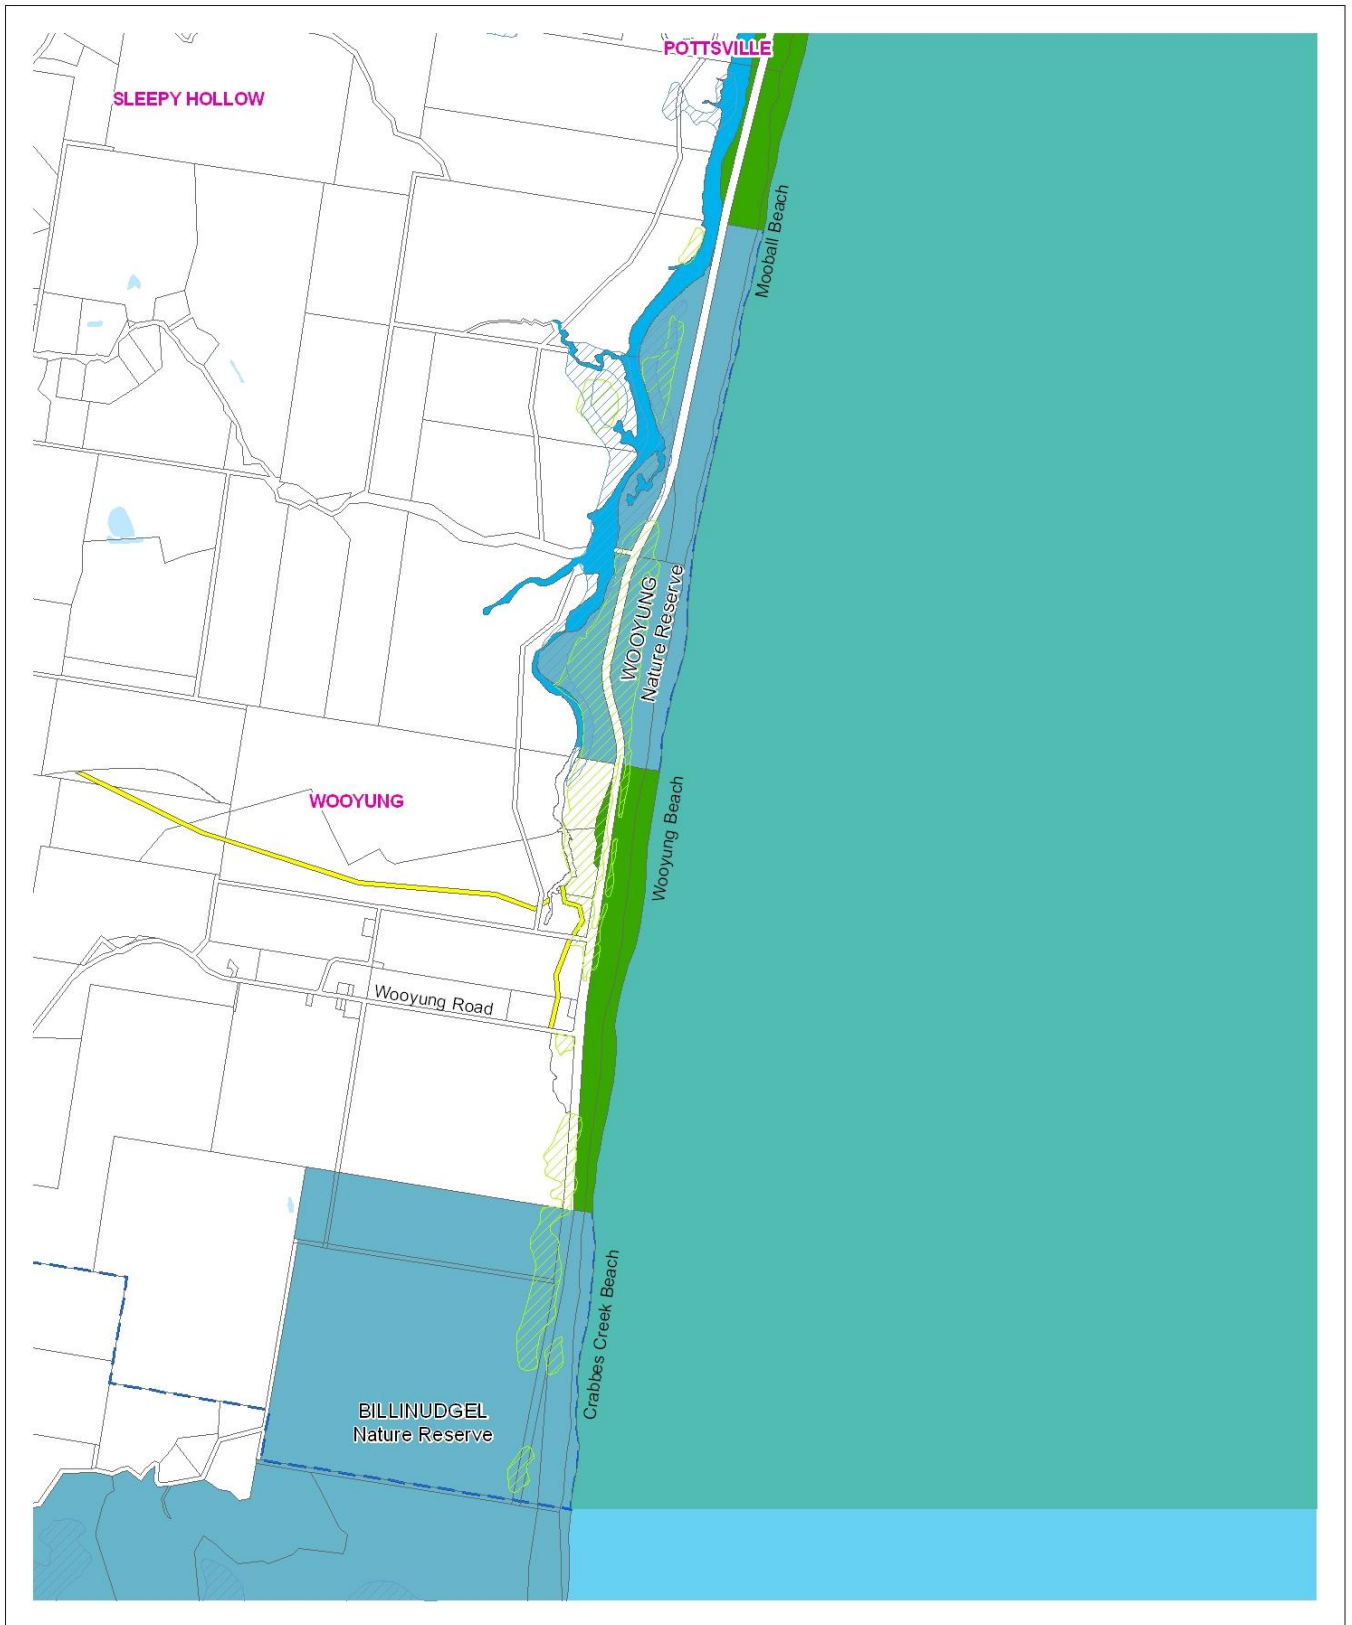 POTTSVILLE
SLEEPY HOLLOW
Mooball Beach
WOOYUNG
Nature Reserve
WOOYUNG
Wooyung Beach
Wooyung Road
Crabbes Creek Beach
BILLINUDGEL
Nature Reserve